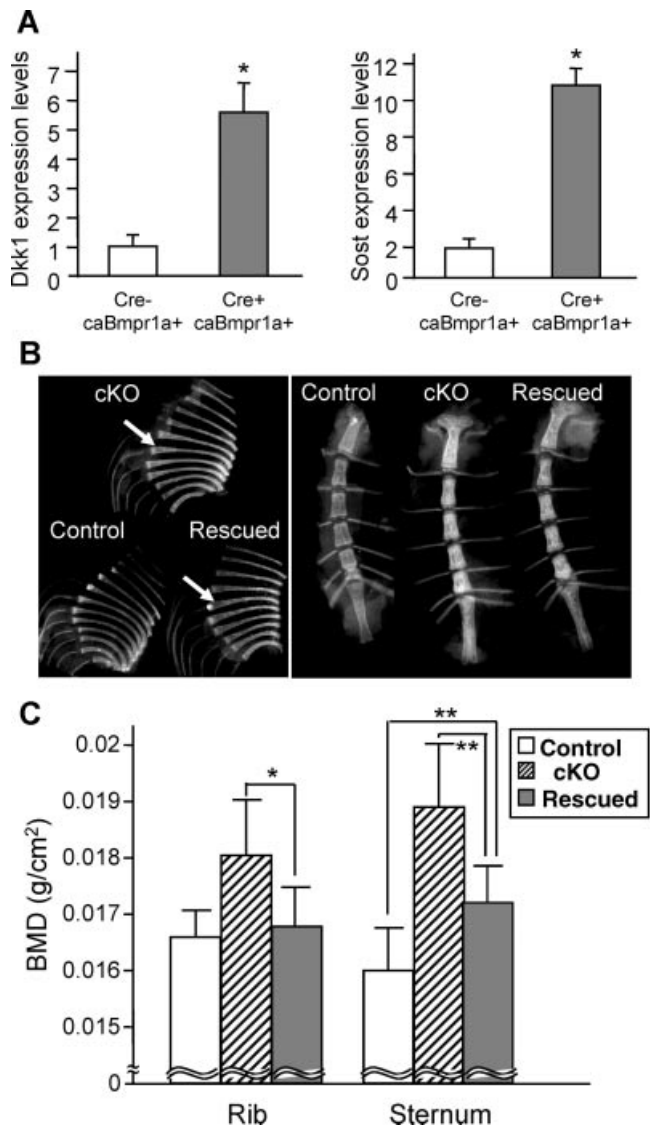 A
Dkk1 expression levels
7
6
5
4
3
2
1
0
*
Cre-
caBmpr1a+
Cre+
caBmpr1a+
Sost expression levels
12
10
8
6
4
2
0
*
Cre-
caBmpr1a+
Cre+
caBmpr1a+
B
cKO
Control
Rescued
Control
cKO
Rescued
C
BMD (g/cm²)
0.02
0.019
0.018
0.017
0.016
0.015
0
*
**
**
Control
cKO
Rescued
Rib
Sternum